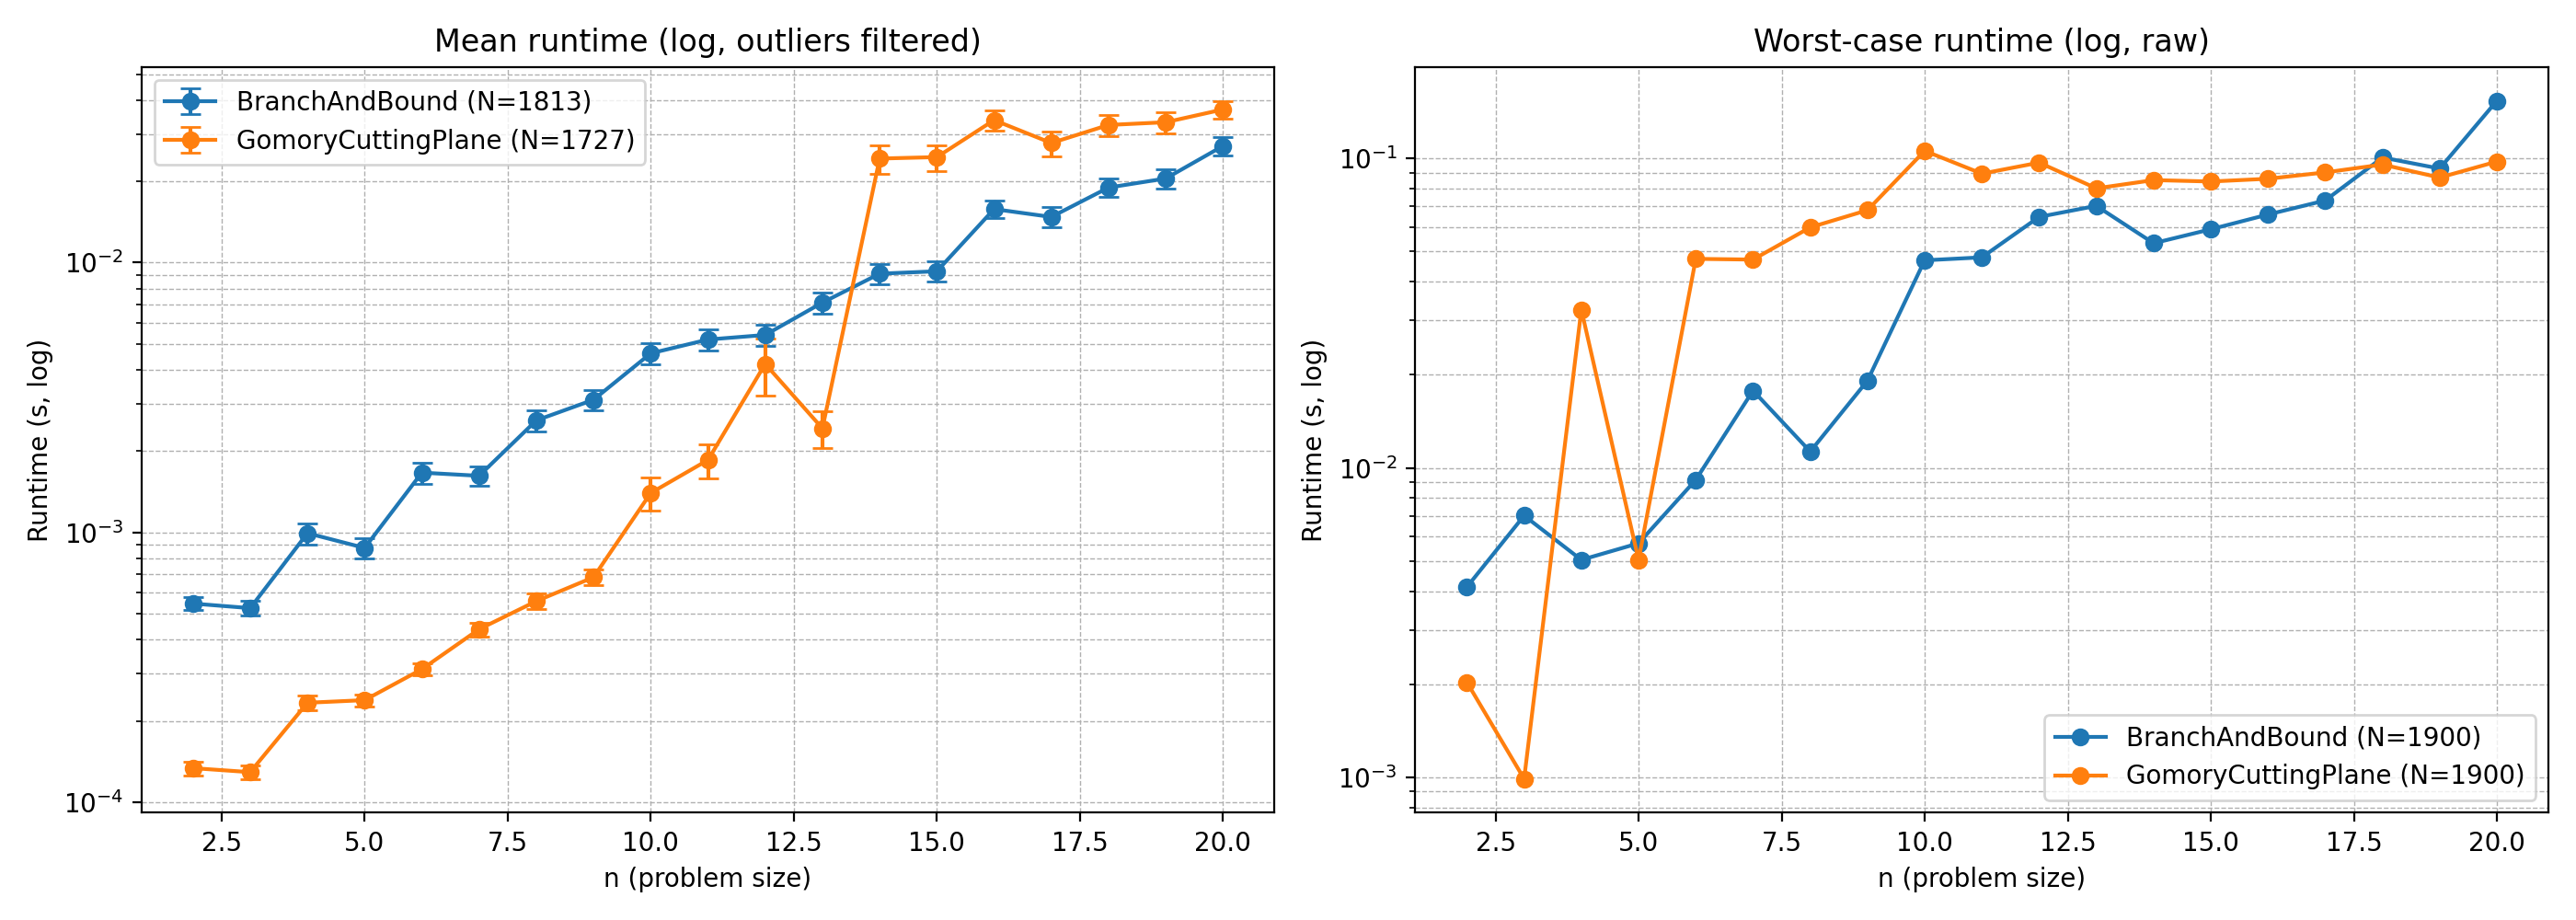 Mean runtime (log, outliers filtered)
BranchAndBound (N=1813)
GomoryCuttingPlane (N=1727)
Runtime (s, log)
10⁻²
10⁻³
10⁻⁴
2.5 5.0 7.5 10.0 12.5 15.0 17.5 20.0
n (problem size)
Worst-case runtime (log, raw)
Runtime (s, log)
10⁻¹
10⁻²
10⁻³
BranchAndBound (N=1900)
GomoryCuttingPlane (N=1900)
2.5 5.0 7.5 10.0 12.5 15.0 17.5 20.0
n (problem size)